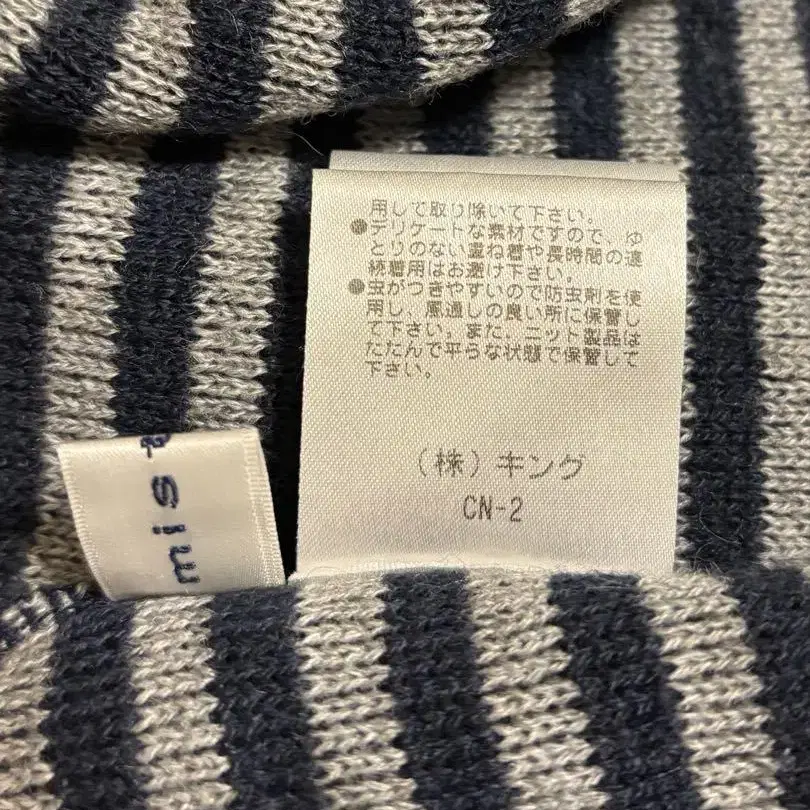 用して取り除いて下さい。
●デリケートな素材ですので、ゆ
とりのない重ね着や長時間の連
続着用はお避け下さい。
●虫がつきやすいので防虫剤を使
用し、風通しの良い所に保管し
て下さい。また、ニット製品は
たたんで平らな状態で保管して
下さい。
(株)キング
CN-2
mis